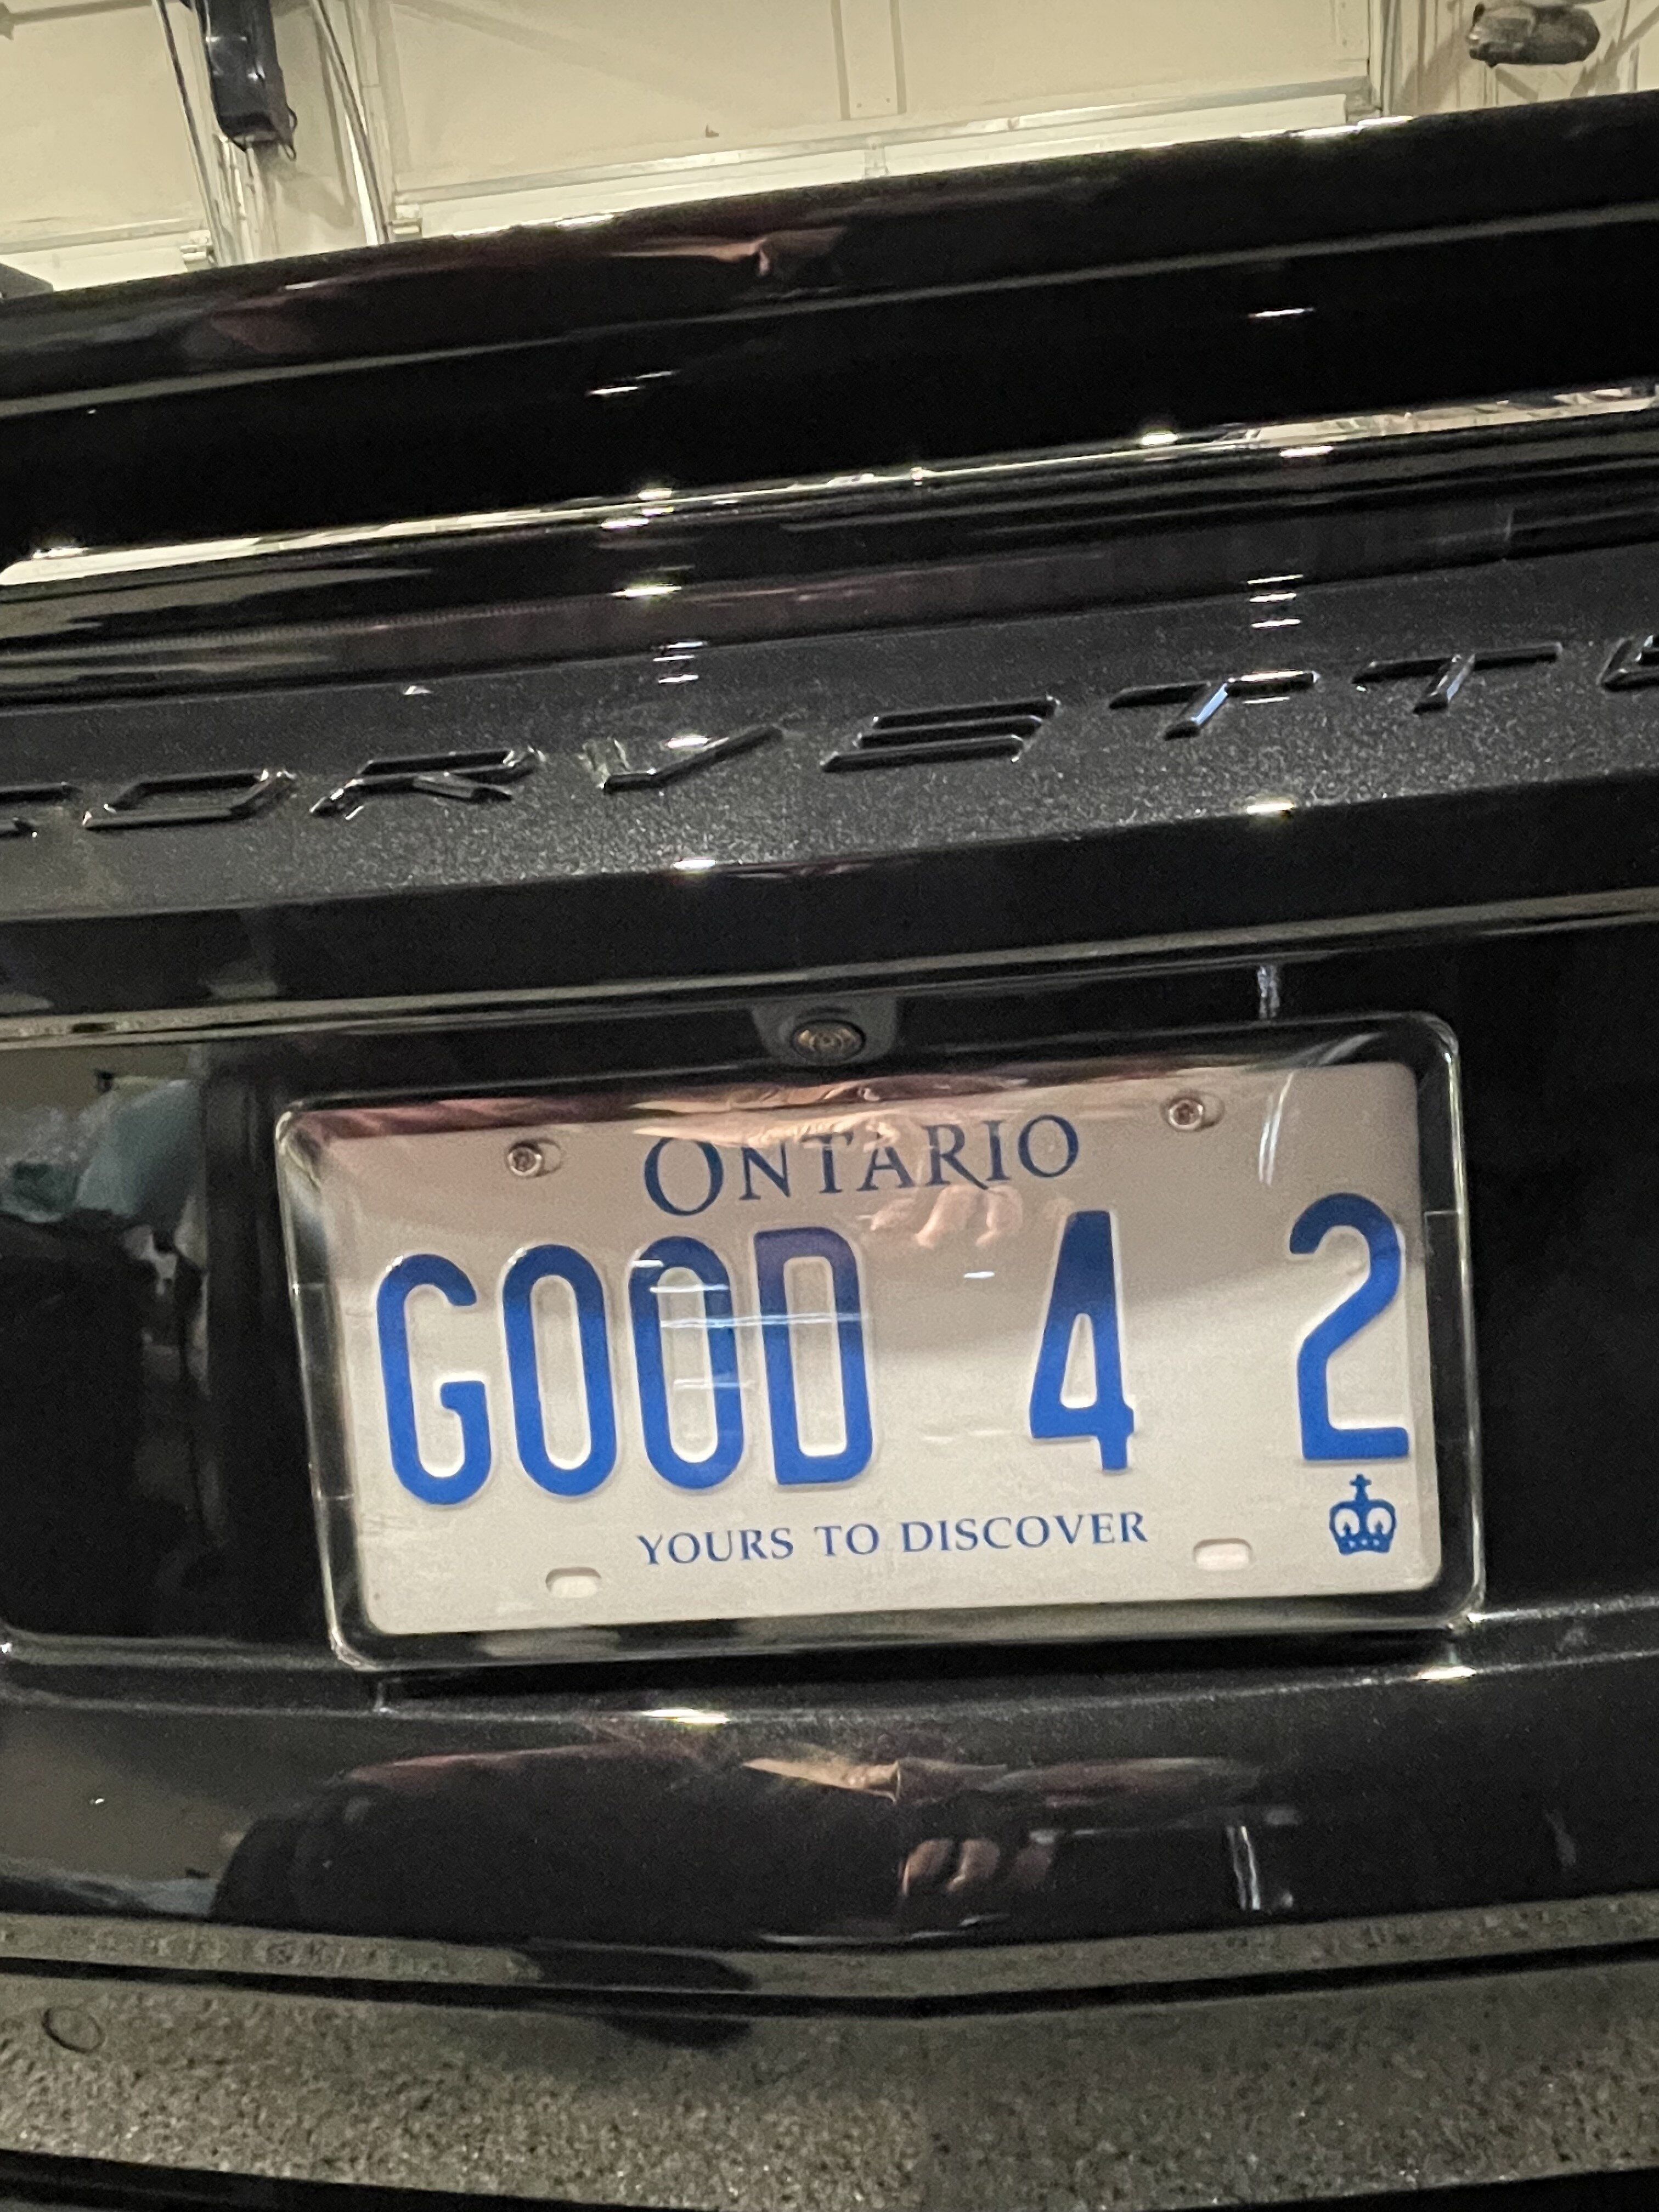 CORVETTE
ONTARIO
GOOD 4 2
YOURS TO DISCOVER